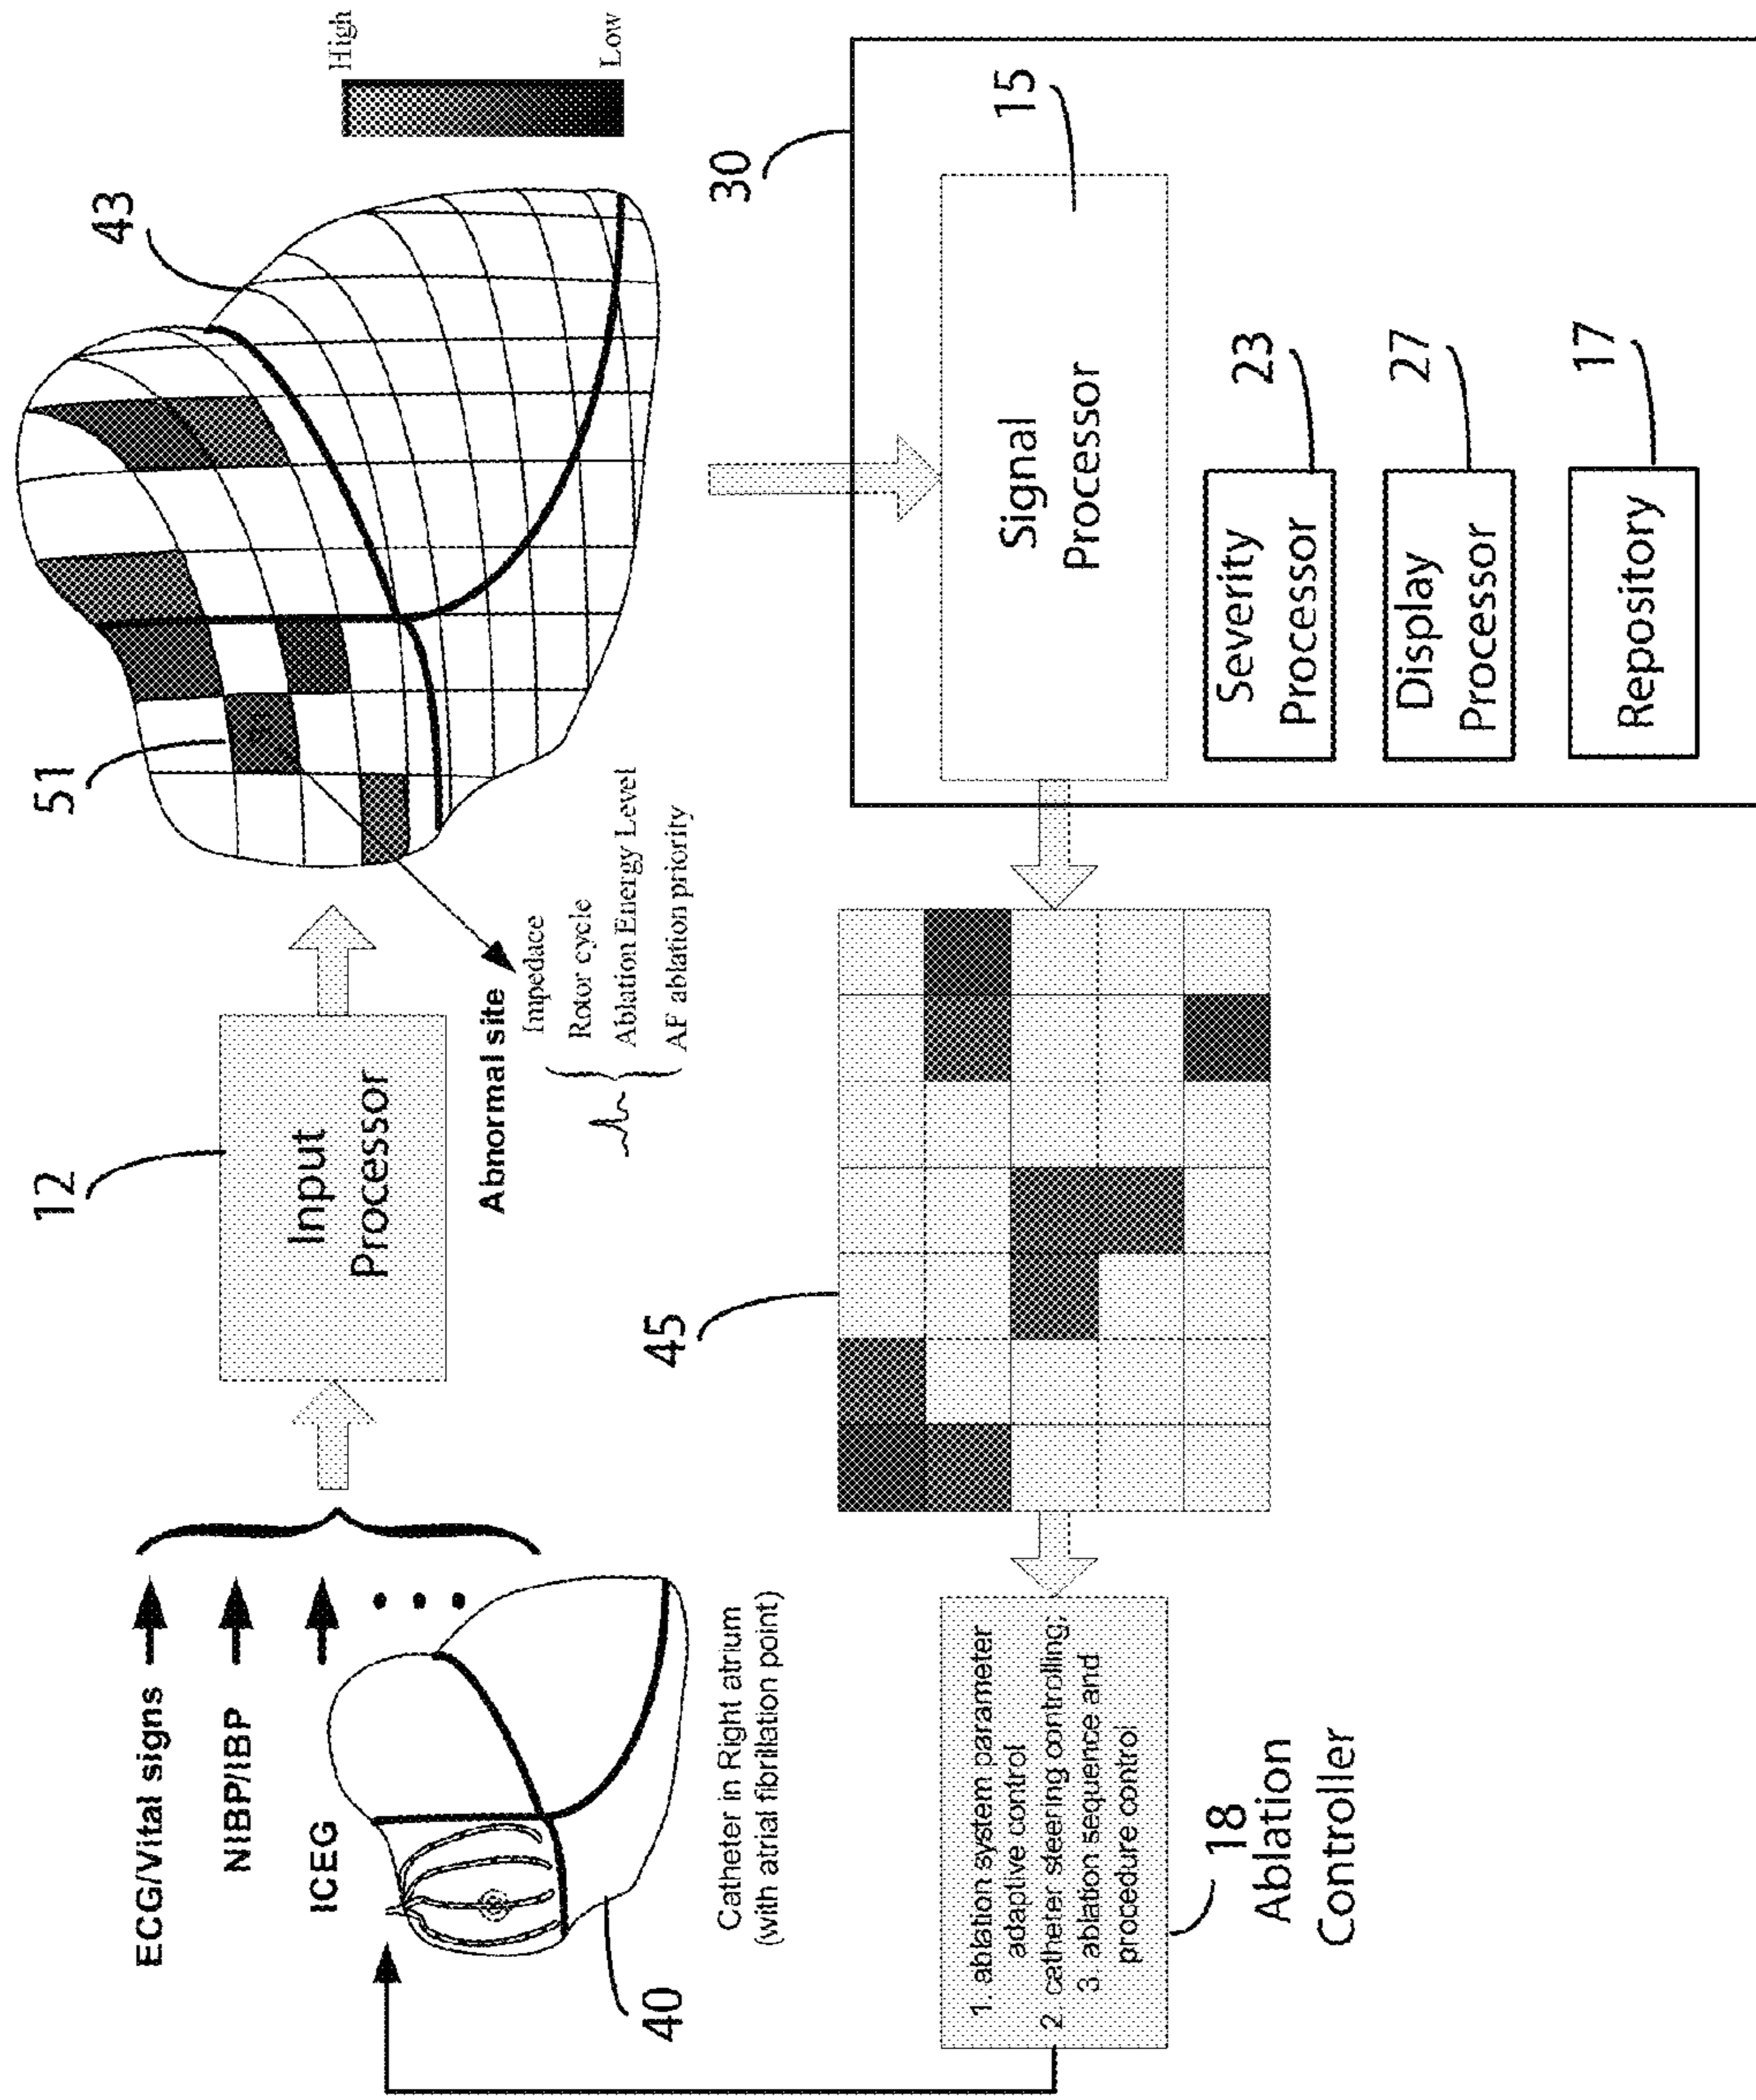 ECG/Vital signs
NIBP/IBP
ICEG
40
Catheter in Right atrium
(with atrial fibrillation point)
12
Input
Processor
51
43
High
Low
Abnormal site
Impedace
Rotor cycle
Ablation Energy Level
AF ablation priority
1. ablation system parameter
adaptive control
2. catheter steering controlling;
3. ablation sequence and
procedure control
18
Ablation
Controller
45
30
Signal
Processor
15
Severity
Processor
23
Display
Processor
27
Repository
17